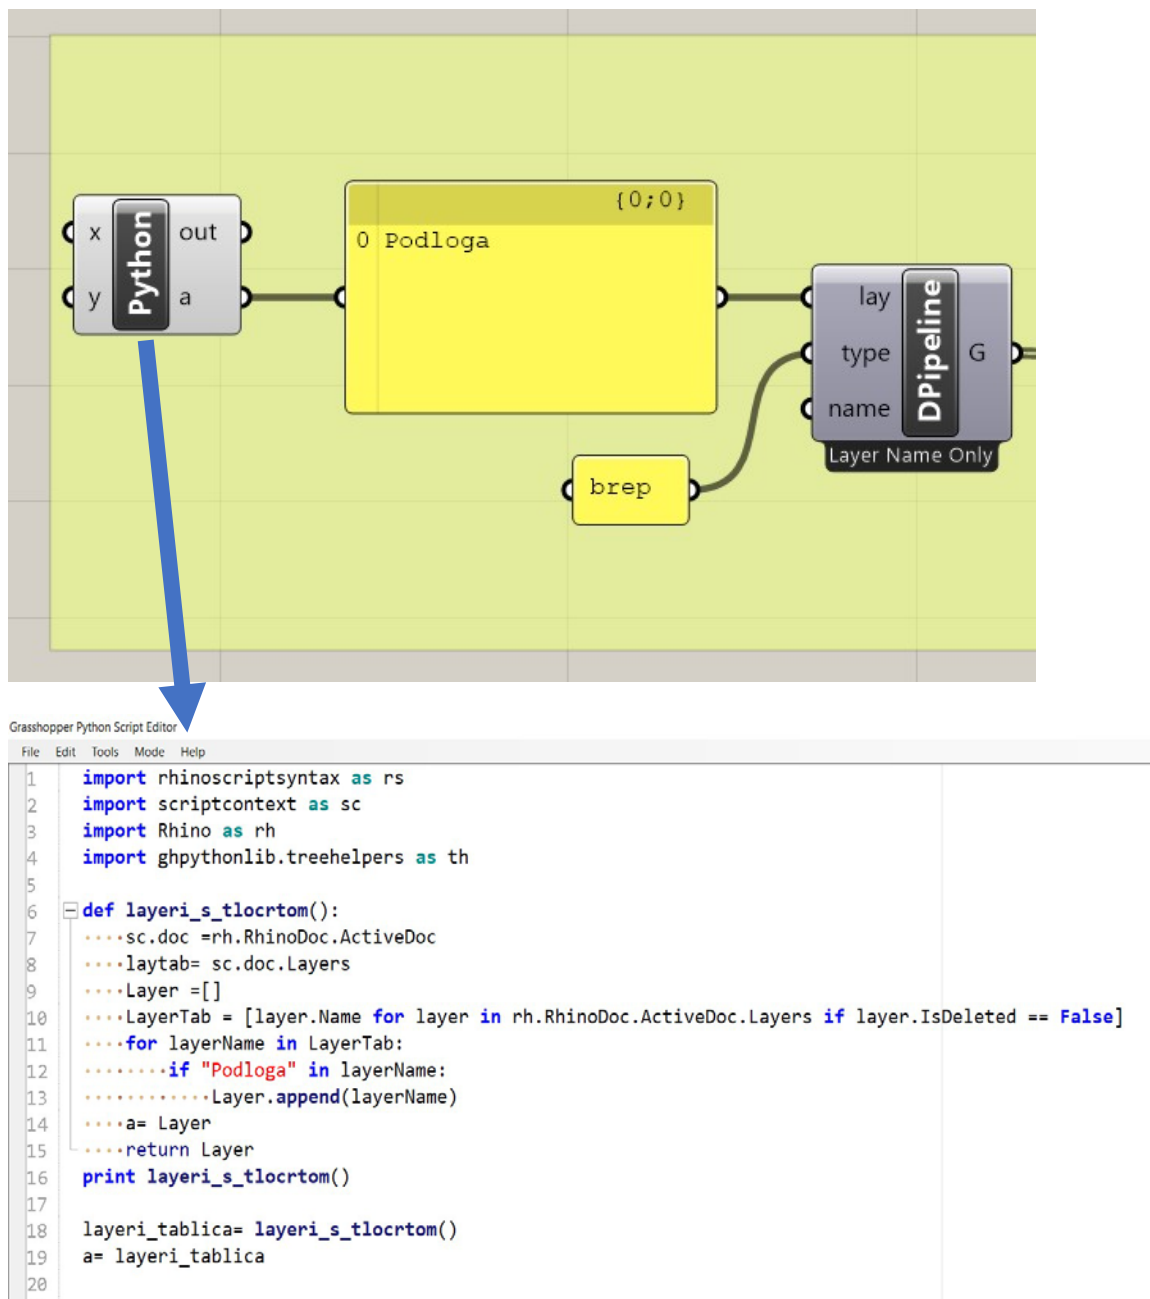 {0;0}
x
out
Python
0 Podloga
y
a
lay
type
G
DPipeline
name
Layer Name Only
brep
Grasshopper Python Script Editor
File Edit Tools Mode Help
1 import rhinoscriptsyntax as rs
2 import scriptcontext as sc
3 import Rhino as rh
4 import ghpythonlib.treehelpers as th
5
6 def layeri_s_tlocrtom():
7 ····sc.doc =rh.RhinoDoc.ActiveDoc
8 ····laytab= sc.doc.Layers
9 ····Layer =[]
10 ····LayerTab = [layer.Name for layer in rh.RhinoDoc.ActiveDoc.Layers if layer.IsDeleted == False]
11 ····for layerName in LayerTab:
12 ········if "Podloga" in layerName:
13 ············Layer.append(layerName)
14 ····a= Layer
15 ····return Layer
16 print layeri_s_tlocrtom()
17
18 layeri_tablica= layeri_s_tlocrtom()
19 a= layeri_tablica
20